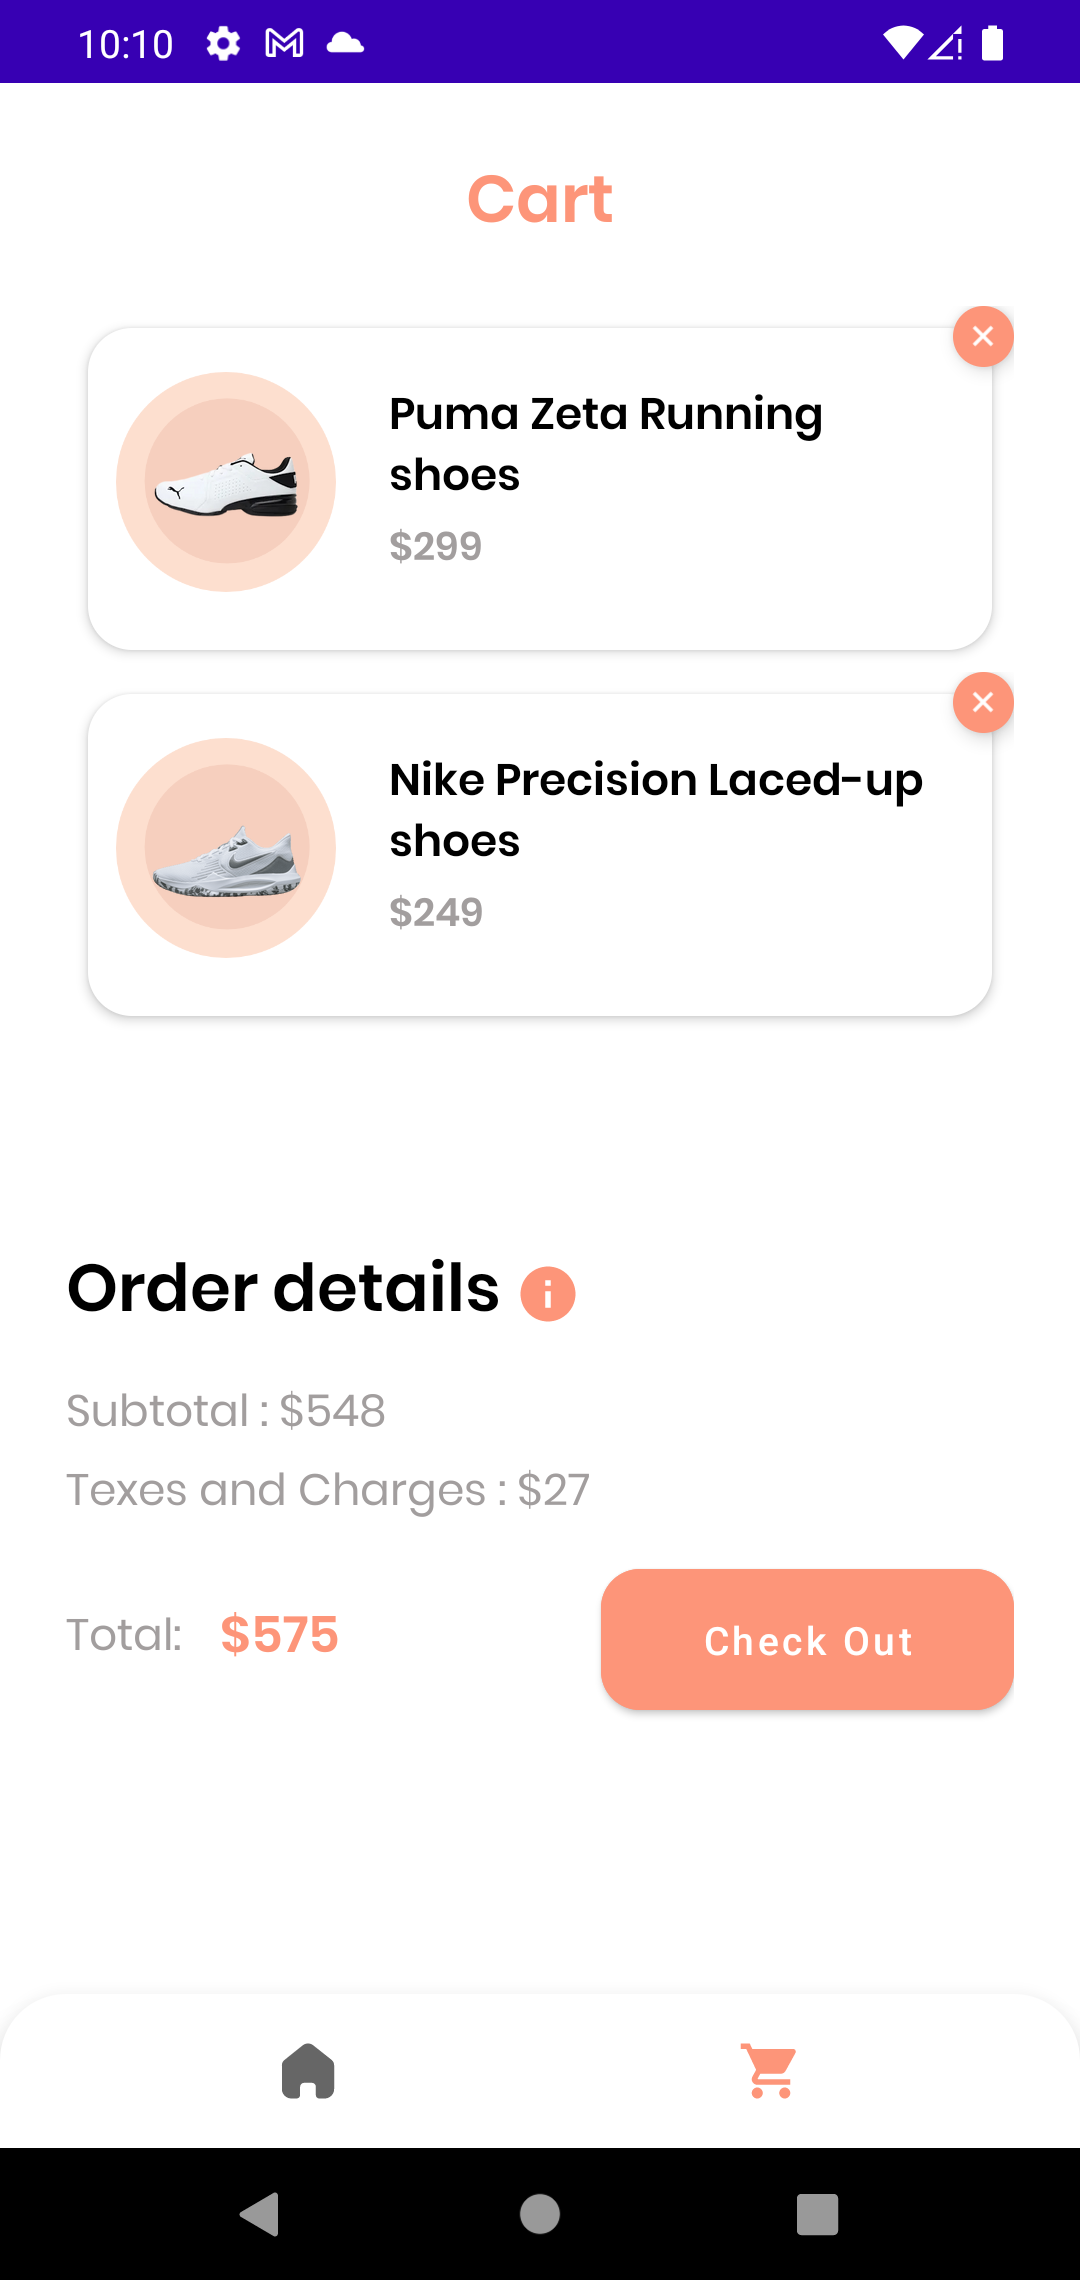 10:10
Cart
Puma Zeta Running
shoes
$299
Nike Precision Laced-up
shoes
$249
Order details
Subtotal : $548
Texes and Charges : $27
Total: $575
Check Out